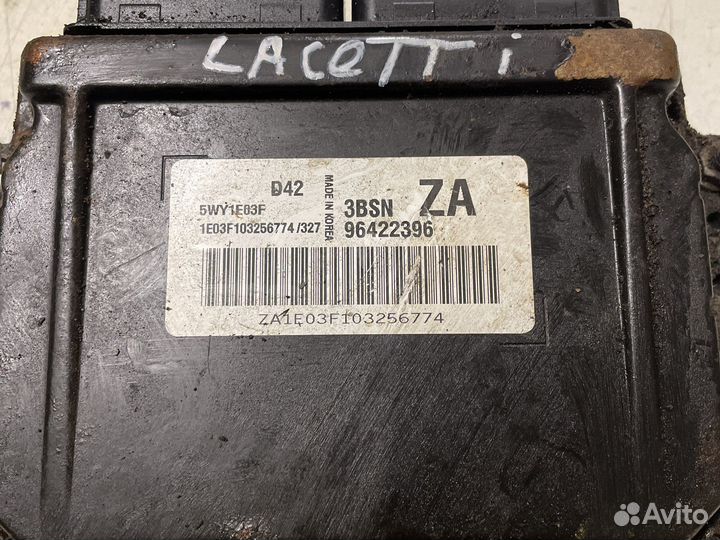 LACETTI
D42
5WY1E03F
1E03F103256774/327
MADE IN KOREA
3BSN ZA
96422396
ZA1E03F103256774
Avito